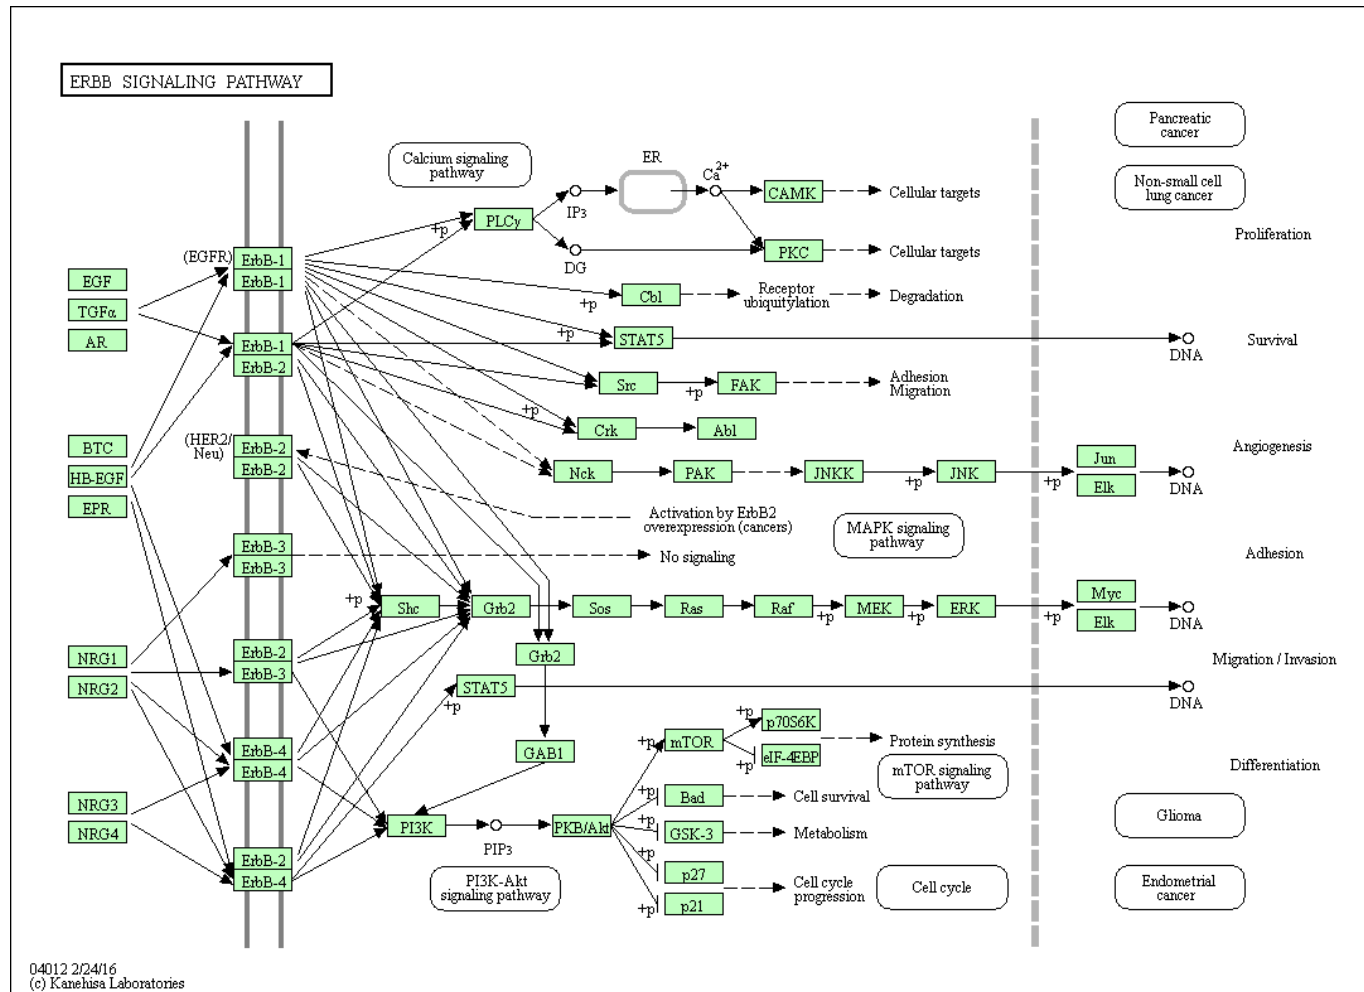 ERBB SIGNALING PATHWAY
Pancreatic
cancer
Calcium signaling
pathway
ER
Ca2+
Non-small cell
lung cancer
IP3
CAMK
Cellular targets
PLCγ
+p
Proliferation
(EGFR)
ErbB-1
ErbB-1
DG
PKC
Cellular targets
EGF
TGFα
AR
+p
Cbl
Receptor
ubiquitylation
Degradation
ErbB-1
ErbB-2
+p
STAT5
DNA
Survival
Src
+p
FAK
Adhesion
Migration
+p
Crk
Abl
BTC
HB-EGF
EPR
(HER2/
Neu)
ErbB-2
ErbB-2
Nck
PAK
JNKK
+p
JNK
+p
Jun
Elk
DNA
Angiogenesis
Activation by ErbB2
overexpression (cancers)
MAPK signaling
pathway
ErbB-3
ErbB-3
No signaling
Adhesion
+p
Shc
Grb2
Sos
Ras
Raf
+p
MEK
+p
ERK
+p
Myc
Elk
DNA
NRG1
NRG2
ErbB-2
ErbB-3
Grb2
Migration / Invasion
STAT5
+p
DNA
ErbB-4
ErbB-4
GAB1
+p
mTOR
+p
p70S6K
+p
eIF-4EBP
Protein synthesis
mTOR signaling
pathway
Differentiation
NRG3
NRG4
+p
Bad
Cell survival
PI3K
PIP3
PKB/Akt
+p
GSK-3
Metabolism
Glioma
ErbB-2
ErbB-4
PI3K-Akt
signaling pathway
+p
p27
+p
p21
Cell cycle
progression
Cell cycle
Endometrial
cancer
04012 2/24/16
(c) Kanehisa Laboratories